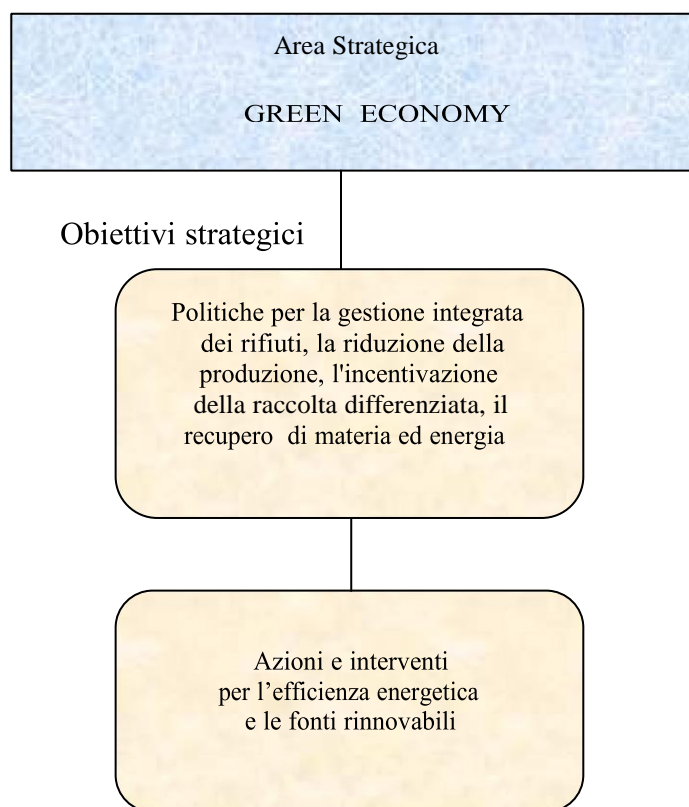 Area Strategica
GREEN ECONOMY
Obiettivi strategici
Politiche per la gestione integrata
dei rifiuti, la riduzione della
produzione, l'incentivazione
della raccolta differenziata, il
recupero di materia ed energia
Azioni e interventi
per l’efficienza energetica
e le fonti rinnovabili